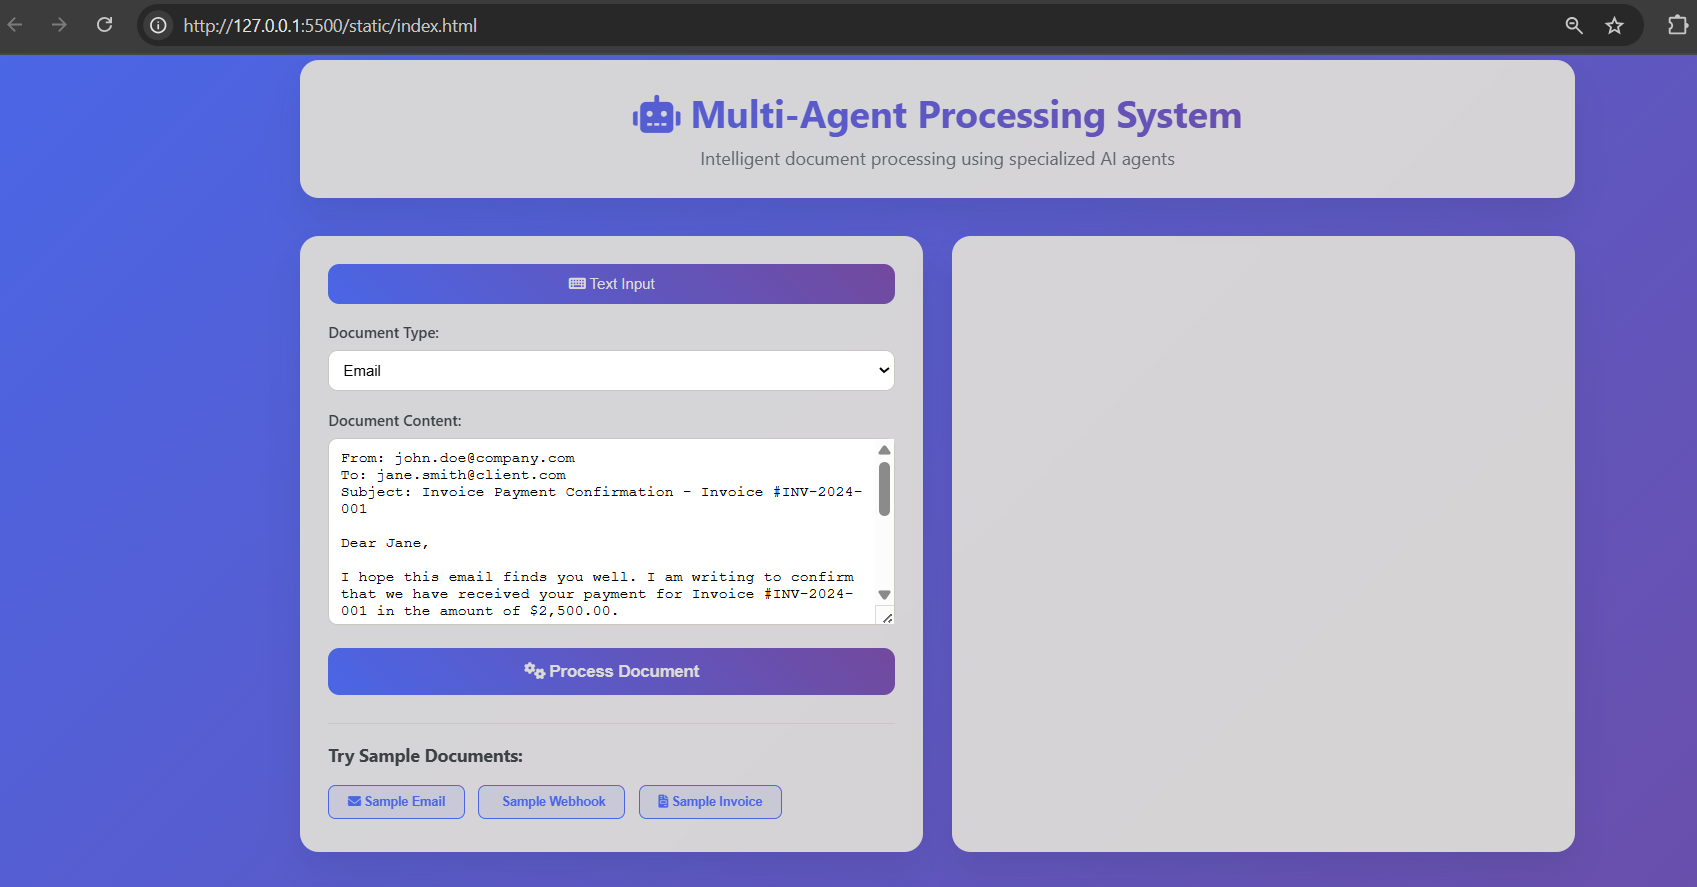 http://127.0.0.1:5500/static/index.html
Multi-Agent Processing System
Intelligent document processing using specialized AI agents
Text Input
Document Type:
Email
Document Content:
From: john.doe@company.com
To: jane.smith@client.com
Subject: Invoice Payment Confirmation - Invoice #INV-2024-
001
Dear Jane,
I hope this email finds you well. I am writing to confirm
that we have received your payment for Invoice #INV-2024-
001 in the amount of $2,500.00.
Process Document
Try Sample Documents:
Sample Email
Sample Webhook
Sample Invoice